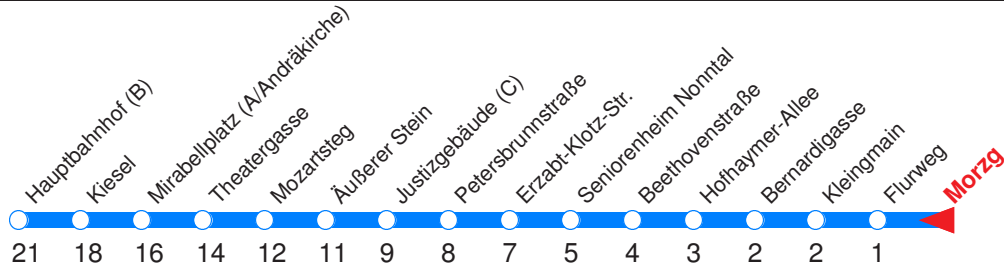 Hauptbahnhof (B)
Kiesel
Mirabellplatz (A/Andräkirche)
Theatergasse
Mozartsteg
Äußerer Stein
Justizgebäude (C)
Petersbrunnstraße
Erzabt-Klotz-Str.
Seniorenheim Nonntal
Beethovenstraße
Hofhaymer-Allee
Bernardigasse
Kleingmain
Flurweg
Morzg
21 18 16 14 12 11 9 8 7 5 4 3 2 2 1